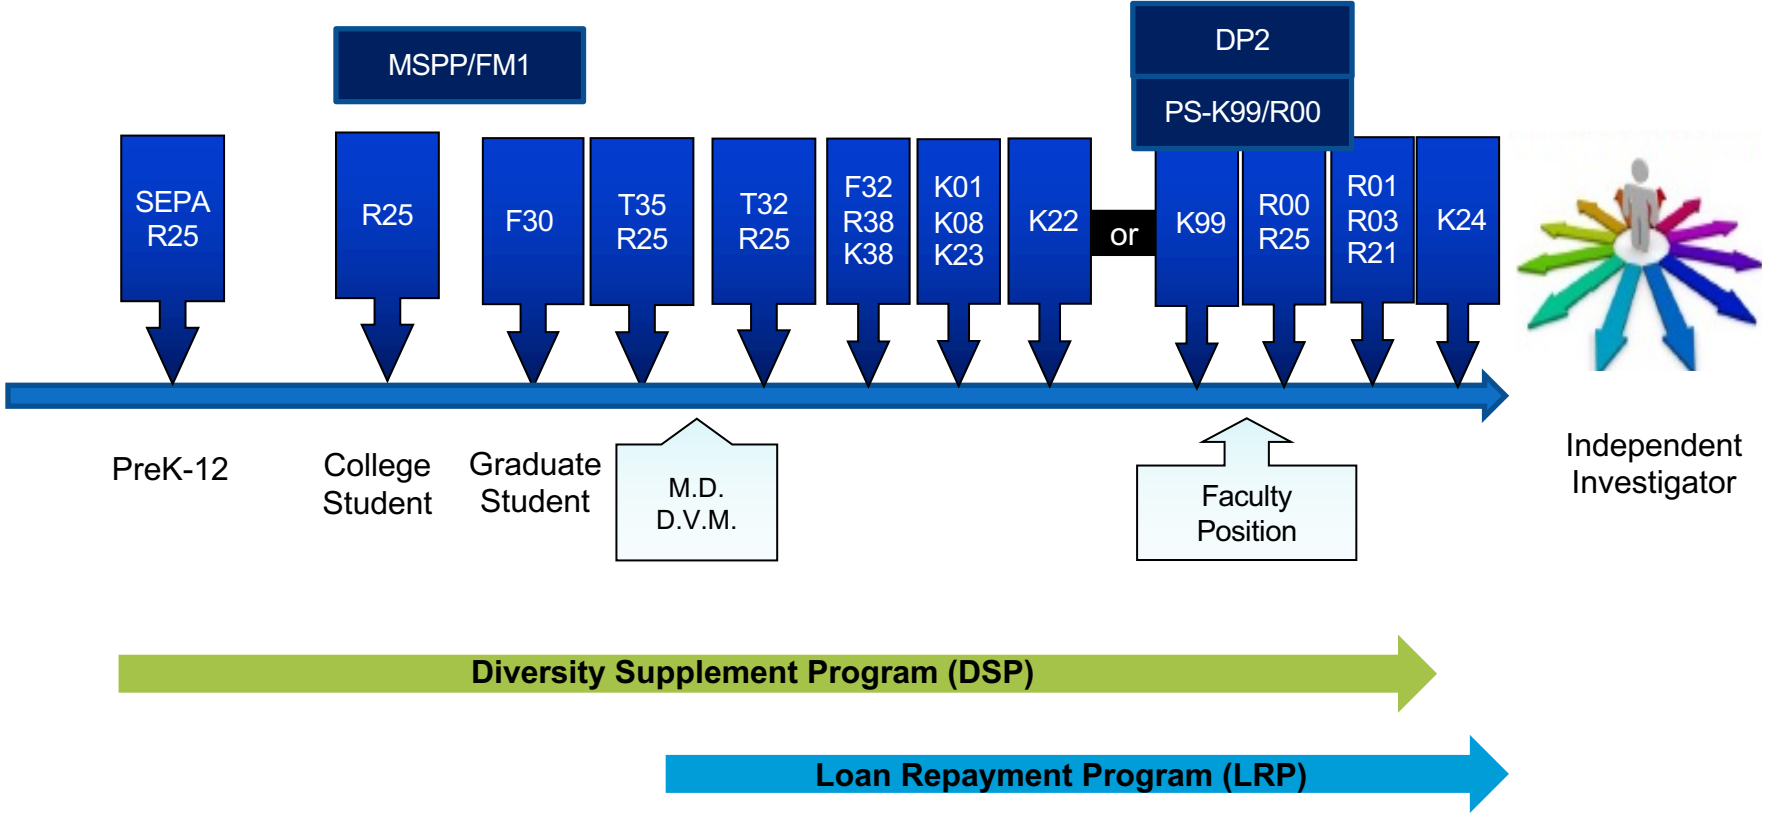 MSPP/FM1
DP2
PS-K99/R00
SEPA
R25
R25
F30
T35
R25
T32
R25
F32
R38
K38
K01
K08
K23
K22
or
K99
R00
R25
R01
R03
R21
K24
PreK-12
College
Student
Graduate
Student
M.D.
D.V.M.
Faculty
Position
Independent
Investigator
Diversity Supplement Program (DSP)
Loan Repayment Program (LRP)